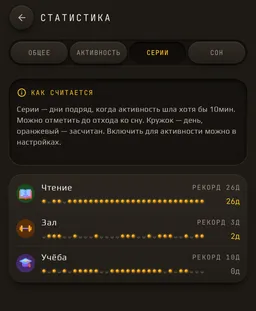 СТАТИСТИКА
ОБЩЕЕ АКТИВНОСТЬ СЕРИИ СОН
КАК СЧИТАЕТСЯ
Серии — дни подряд, когда активность шла хотя бы 10мин.
Можно отметить до отхода ко сну. Кружок — день,
оранжевый — засчитан. Включить для активности можно в
настройках.
Чтение РЕКОРД 26Д
26д
Зал РЕКОРД 3Д
2д
Учёба РЕКОРД 10Д
0д